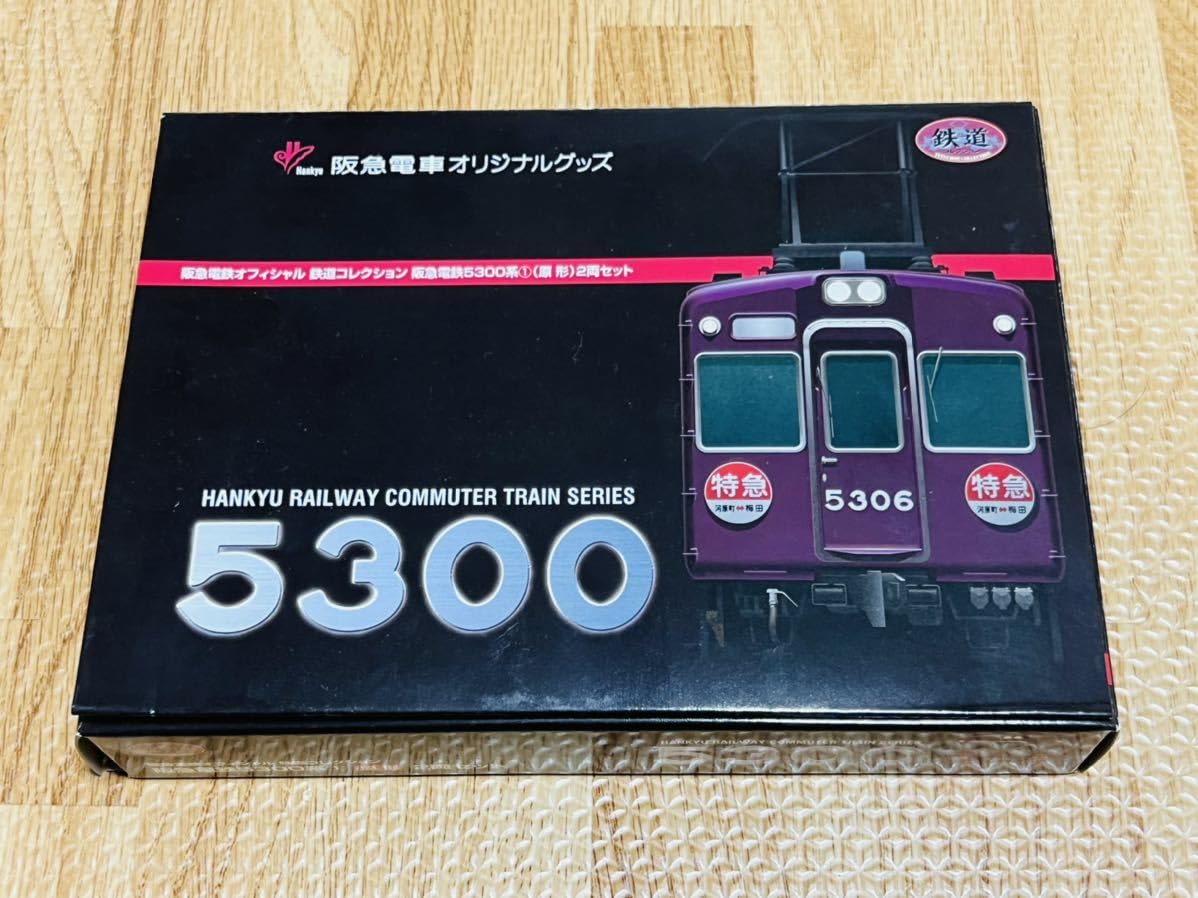 Hankyu 阪急電車オリジナルグッズ
鉄道
阪急電鉄オフィシャル 鉄道コレクション 阪急電鉄5300系①(原形)2両セット
特急
河原町⇔梅田
5306
特急
河原町⇔梅田
HANKYU RAILWAY COMMUTER TRAIN SERIES
5300
HANKYU RAILWAY COMMUTER TRAIN SERIES